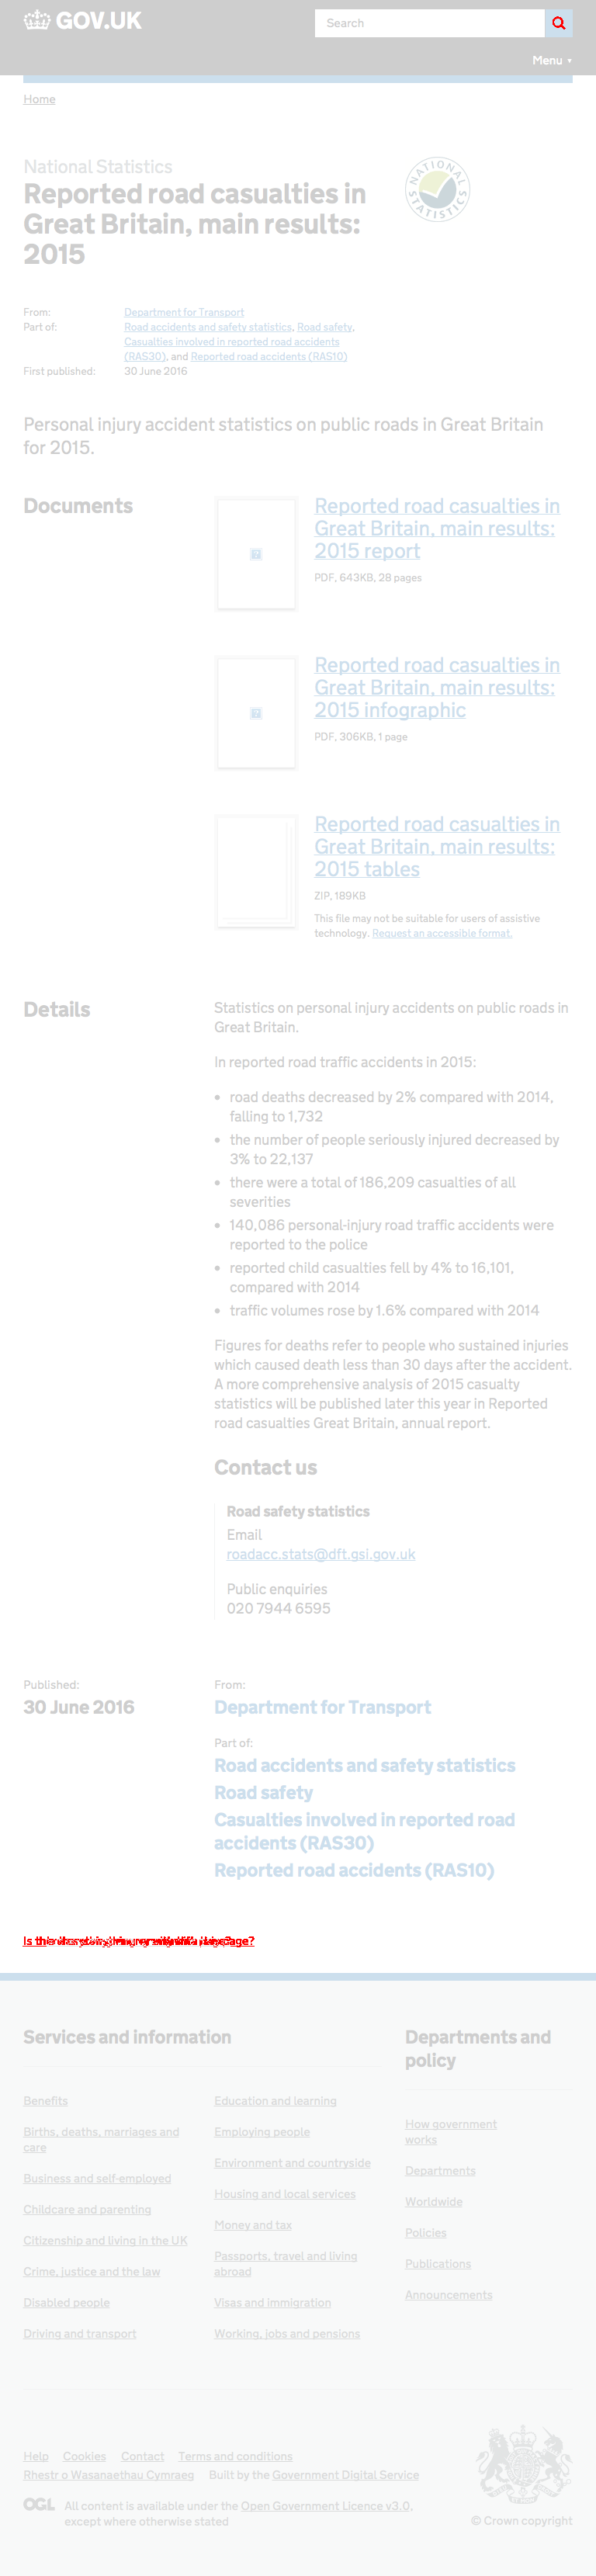 GOV.UK
Search
Menu ▼
Home
National Statistics
Reported road casualties in
Great Britain, main results:
2015
NATIONAL STATISTICS
From: Department for Transport
Part of: Road accidents and safety statistics, Road safety,
Casualties involved in reported road accidents
(RAS30), and Reported road accidents (RAS10)
First published: 30 June 2016
Personal injury accident statistics on public roads in Great Britain
for 2015.
Documents
Reported road casualties in
Great Britain, main results:
2015 report
PDF, 643KB, 28 pages
Reported road casualties in
Great Britain, main results:
2015 infographic
PDF, 306KB, 1 page
Reported road casualties in
Great Britain, main results:
2015 tables
ZIP, 189KB
This file may not be suitable for users of assistive
technology. Request an accessible format.
Details
Statistics on personal injury accidents on public roads in
Great Britain.
In reported road traffic accidents in 2015:
• road deaths decreased by 2% compared with 2014,
falling to 1,732
• the number of people seriously injured decreased by
3% to 22,137
• there were a total of 186,209 casualties of all
severities
• 140,086 personal-injury road traffic accidents were
reported to the police
• reported child casualties fell by 4% to 16,101,
compared with 2014
• traffic volumes rose by 1.6% compared with 2014
Figures for deaths refer to people who sustained injuries
which caused death less than 30 days after the accident.
A more comprehensive analysis of 2015 casualty
statistics will be published later this year in Reported
road casualties Great Britain, annual report.
Contact us
Road safety statistics
Email
roadacc.stats@dft.gsi.gov.uk
Public enquiries
020 7944 6595
Published:
30 June 2016
From:
Department for Transport
Part of:
Road accidents and safety statistics
Road safety
Casualties involved in reported road
accidents (RAS30)
Reported road accidents (RAS10)
Services and information
Benefits
Births, deaths, marriages and
care
Business and self-employed
Childcare and parenting
Citizenship and living in the UK
Crime, justice and the law
Disabled people
Driving and transport
Education and learning
Employing people
Environment and countryside
Housing and local services
Money and tax
Passports, travel and living
abroad
Visas and immigration
Working, jobs and pensions
Departments and
policy
How government
works
Departments
Worldwide
Policies
Publications
Announcements
Help Cookies Contact Terms and conditions
Rhestr o Wasanaethau Cymraeg Built by the Government Digital Service
OGL All content is available under the Open Government Licence v3.0,
except where otherwise stated
© Crown copyright